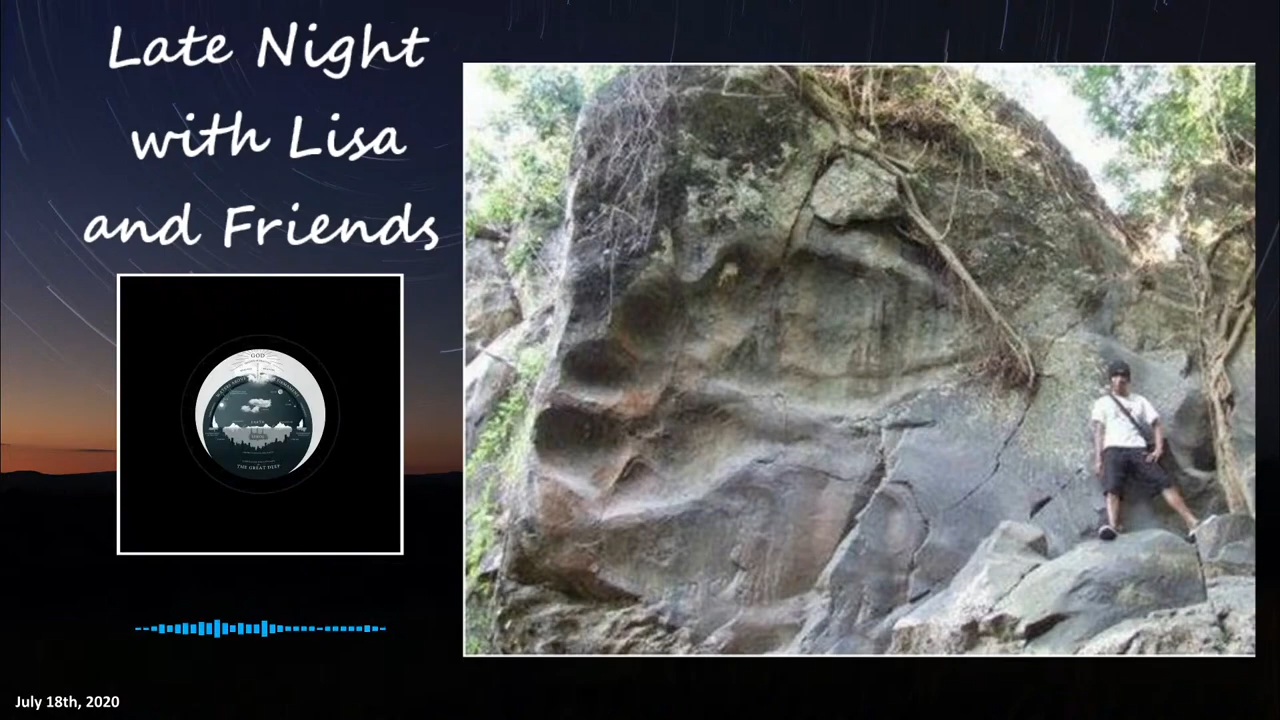 Late Night
with Lisa
and Friends
GOD
THE GREAT DEEP
July 18th, 2020